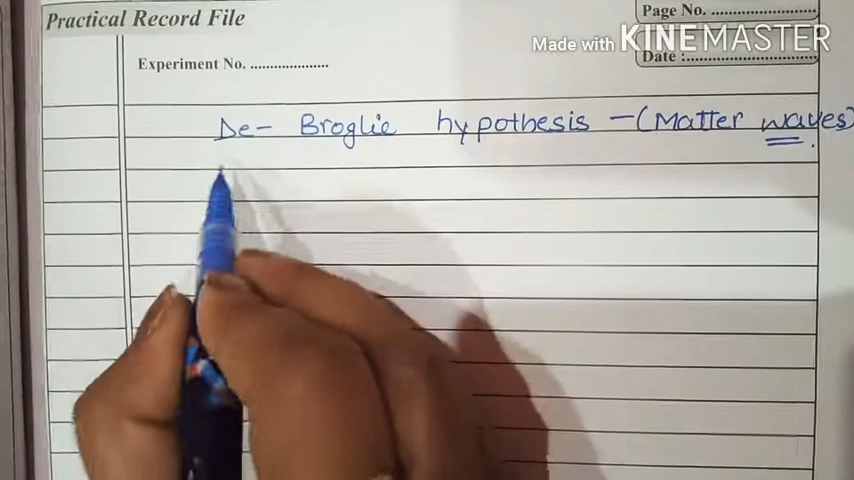 Practical Record File
Page No. ......................
Made with KINEMASTER
Experiment No. ...................
Date :......................
De- Broglie hypothesis - (Matter waves).